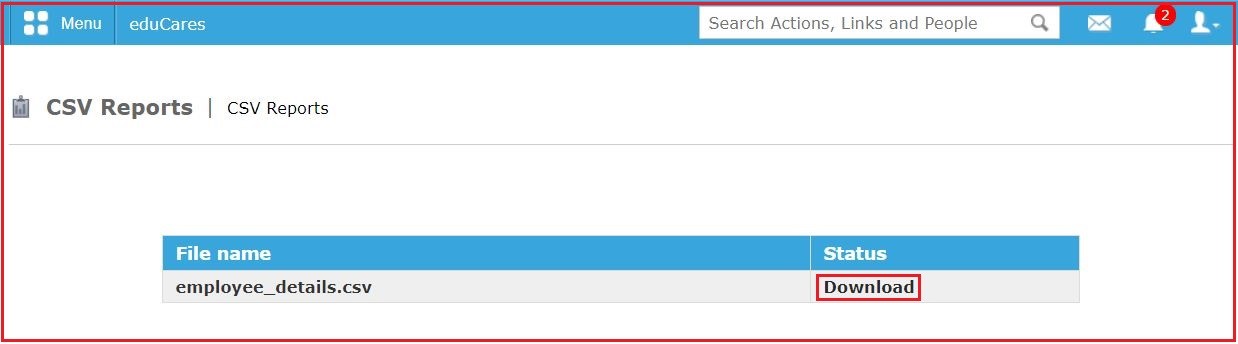 Menu eduCares Search Actions, Links and People 2
CSV Reports | CSV Reports
File name Status
employee_details.csv Download